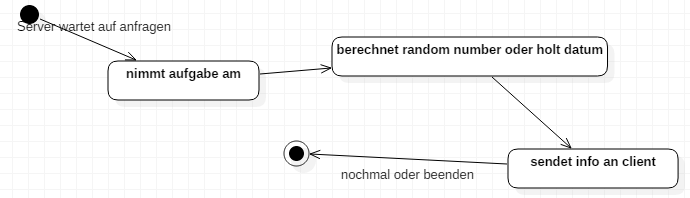 Server wartet auf anfragen
nimmt aufgabe am
berechnet random number oder holt datum
sendet info an client
nochmal oder beenden